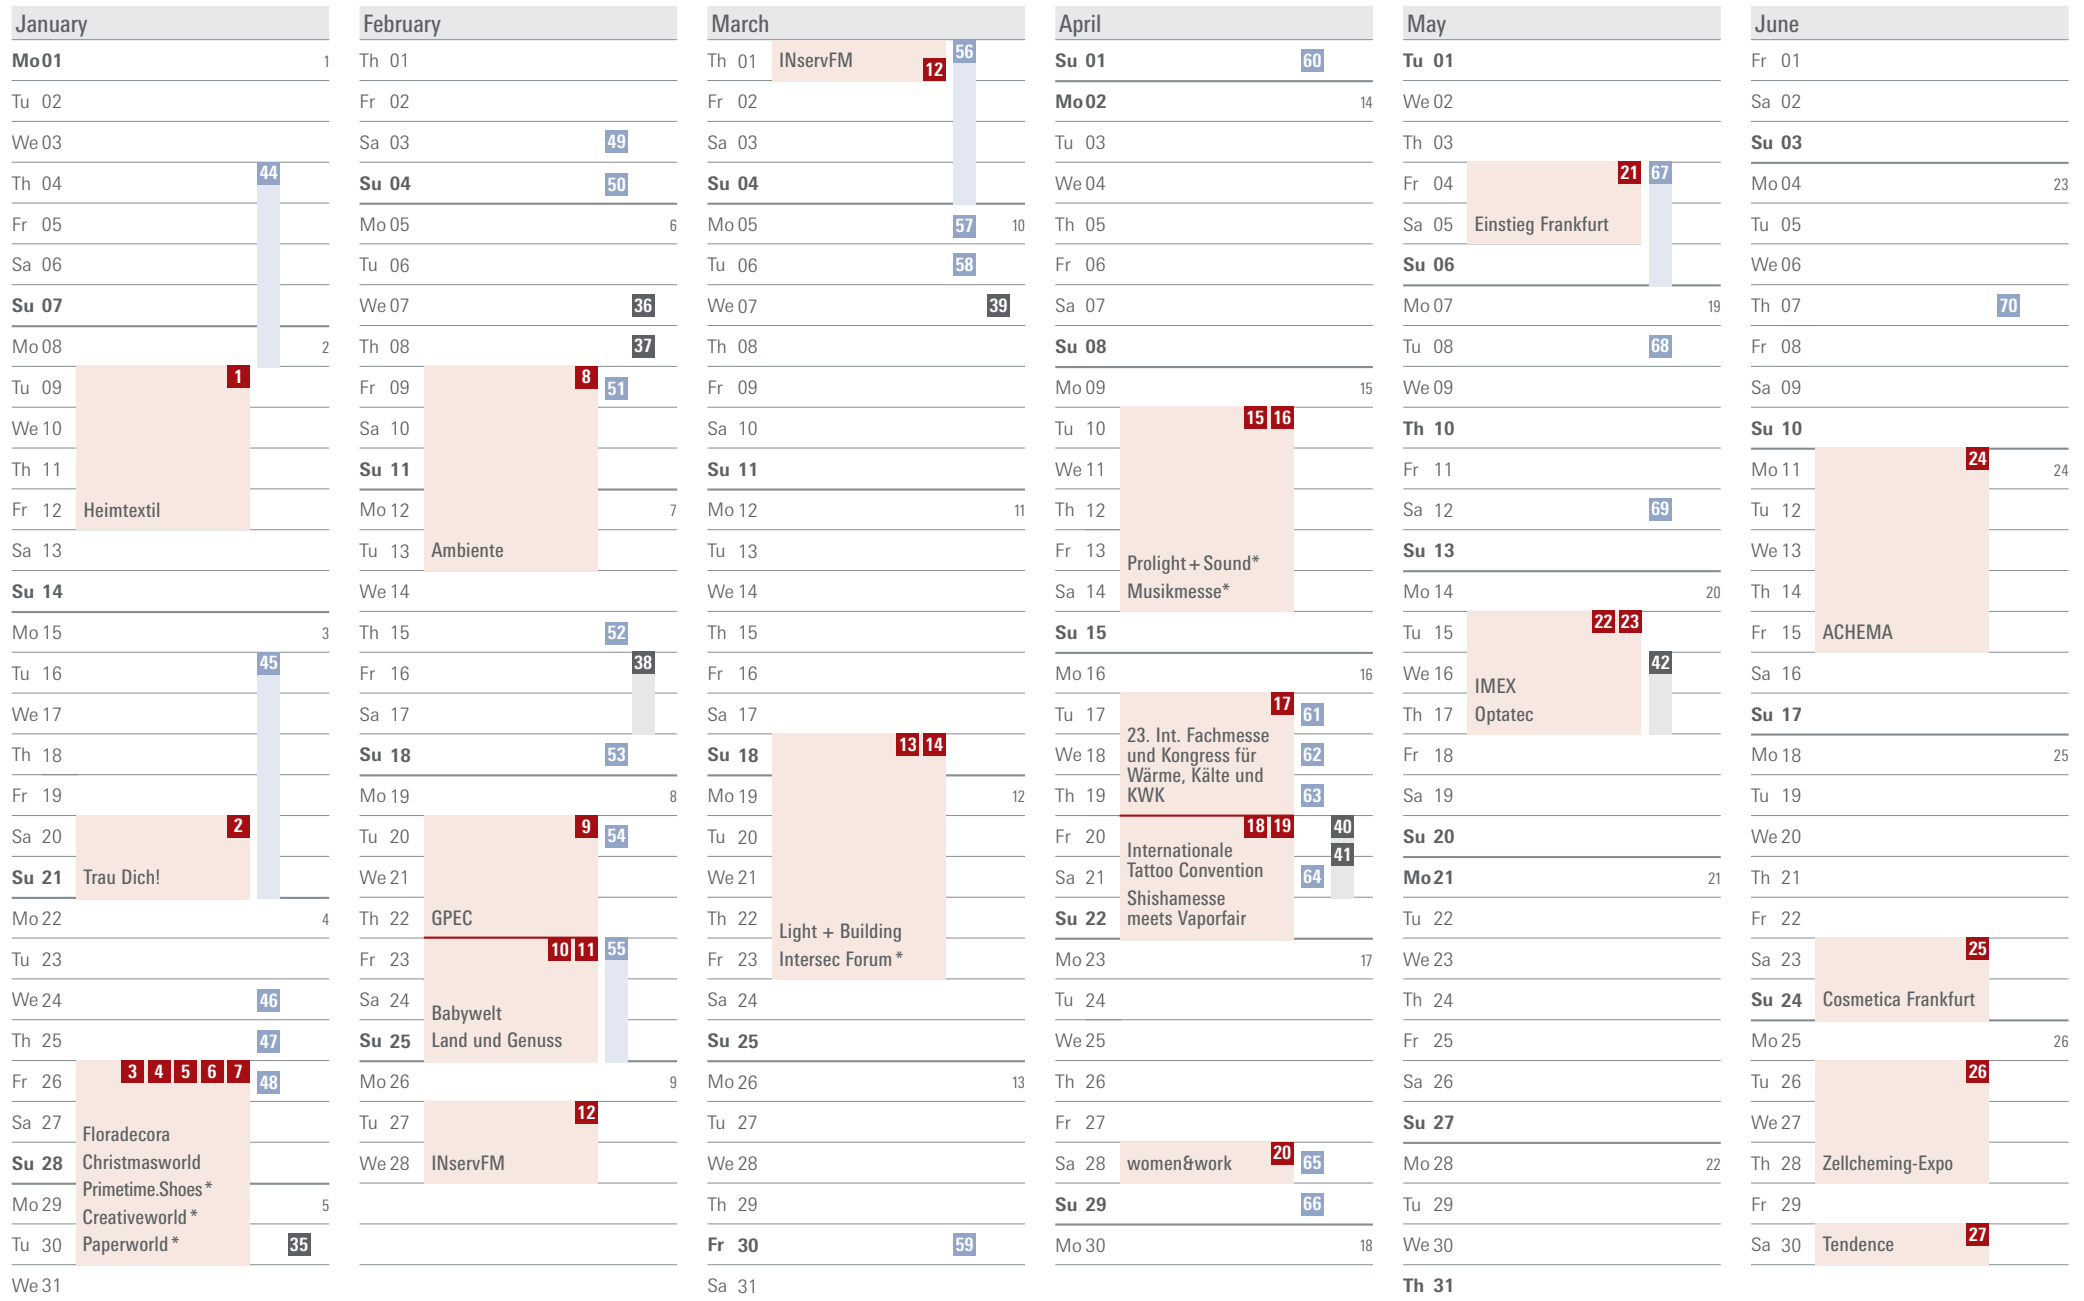 January
Mo 01 1
Tu 02
We 03
Th 04 44
Fr 05
Sa 06
Su 07
Mo 08 2
Tu 09 1
We 10
Th 11
Fr 12 Heimtextil
Sa 13
Su 14
Mo 15 3
Tu 16 45
We 17
Th 18
Fr 19
Sa 20 2
Su 21 Trau Dich!
Mo 22 4
Tu 23
We 24 46
Th 25 47
Fr 26 3 4 5 6 7 48
Sa 27
Floradecora
Su 28 Christmasworld
Primetime.Shoes*
Mo 29 5
Creativeworld*
Tu 30 Paperworld* 35
We 31
February
Th 01
Fr 02
Sa 03 49
Su 04 50
Mo 05 6
Tu 06
We 07 36
Th 08 37
Fr 09 8 51
Sa 10
Su 11
Mo 12 7
Tu 13 Ambiente
We 14
Th 15 52
Fr 16 38
Sa 17
Su 18 53
Mo 19 8
Tu 20 9 54
We 21
Th 22 GPEC
Fr 23 10 11 55
Sa 24
Babywelt
Su 25 Land und Genuss
Mo 26 9
Tu 27 12
We 28 INservFM
March
Th 01 INservFM 12 56
Fr 02
Sa 03
Su 04
Mo 05 57 10
Tu 06 58
We 07 39
Th 08
Fr 09
Sa 10
Su 11
Mo 12 11
Tu 13
We 14
Th 15
Fr 16
Sa 17
Su 18 13 14
Mo 19 12
Tu 20
We 21
Th 22
Light + Building
Fr 23 Intersec Forum*
Sa 24
Su 25
Mo 26 13
Tu 27
We 28
Th 29
Fr 30 59
Sa 31
April
Su 01 60
Mo 02 14
Tu 03
We 04
Th 05
Fr 06
Sa 07
Su 08
Mo 09 15
Tu 10 15 16
We 11
Th 12
Fr 13
Prolight + Sound*
Sa 14 Musikmesse*
Su 15
Mo 16 16
Tu 17 17 61
23. Int. Fachmesse
We 18 und Kongress für 62
Wärme, Kälte und
Th 19 KWK 63
Fr 20 18 19 40
Internationale 41
Sa 21 Tattoo Convention 64
Shishamesse
Su 22 meets Vaporfair
Mo 23 17
Tu 24
We 25
Th 26
Fr 27
Sa 28 women&work 20 65
Su 29 66
Mo 30 18
May
Tu 01
We 02
Th 03
Fr 04 21 67
Sa 05 Einstieg Frankfurt
Su 06
Mo 07 19
Tu 08 68
We 09
Th 10
Fr 11
Sa 12 69
Su 13
Mo 14 20
Tu 15 22 23
We 16 42
IMEX
Th 17 Optatec
Fr 18
Sa 19
Su 20
Mo 21 21
Tu 22
We 23
Th 24
Fr 25
Sa 26
Su 27
Mo 28 22
Tu 29
We 30
Th 31
June
Fr 01
Sa 02
Su 03
Mo 04 23
Tu 05
We 06
Th 07 70
Fr 08
Sa 09
Su 10
Mo 11 24 24
Tu 12
We 13
Th 14
Fr 15 ACHEMA
Sa 16
Su 17
Mo 18 25
Tu 19
We 20
Th 21
Fr 22
Sa 23 25
Su 24 Cosmetica Frankfurt
Mo 25 26
Tu 26 26
We 27
Th 28 Zellcheming-Expo
Fr 29
Sa 30 Tendence 27